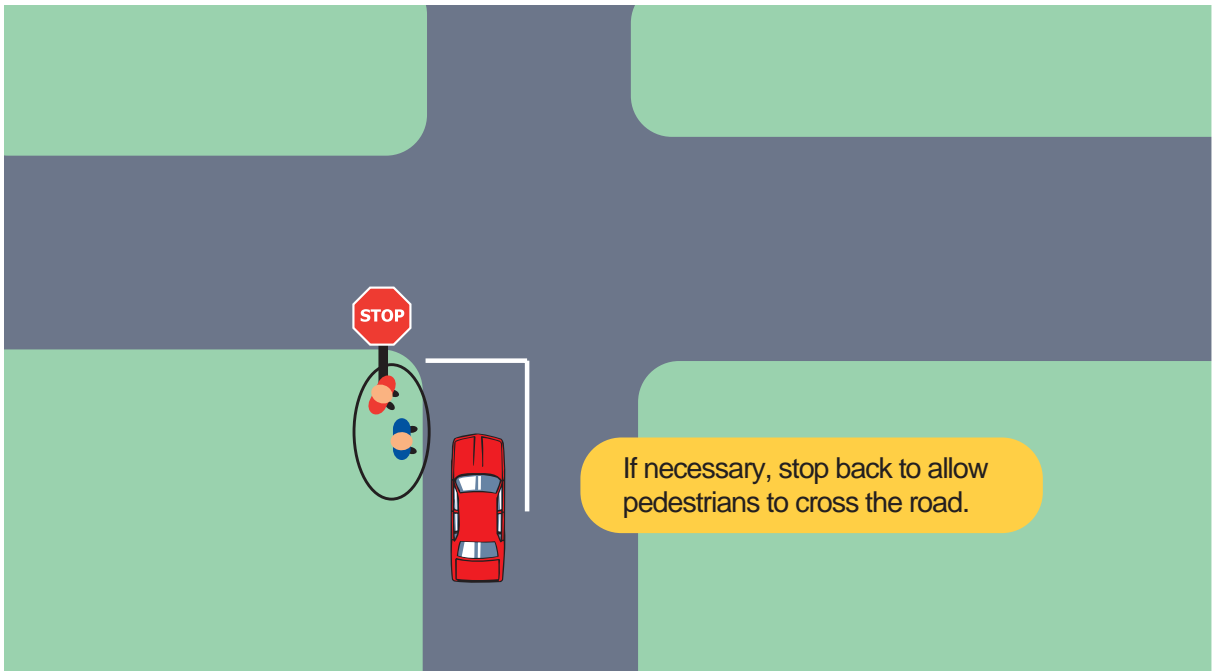 STOP
If necessary, stop back to allow
pedestrians to cross the road.